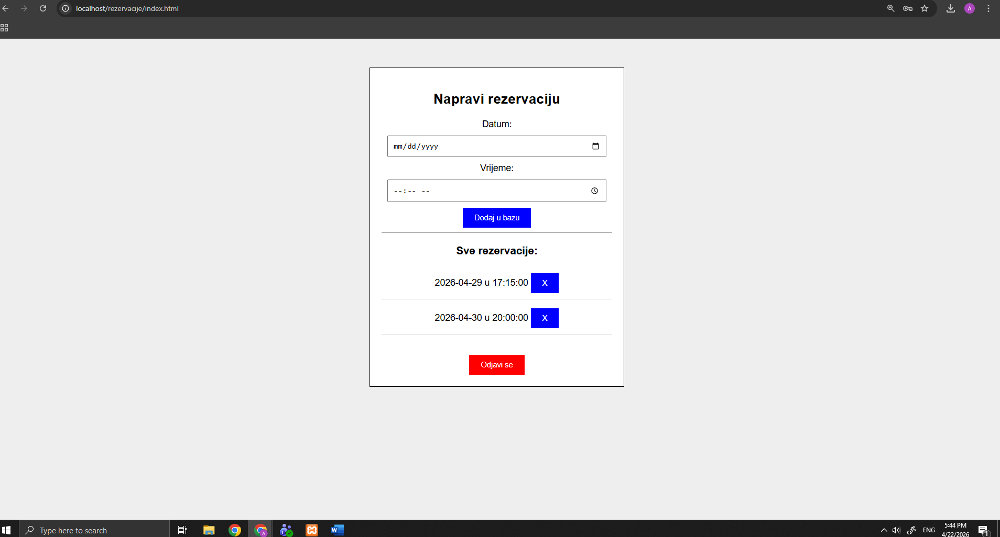 localhost/rezervacije/index.html
A
Napravi rezervaciju
Datum:
mm/dd/yyyy
Vrijeme:
--:-- --
Dodaj u bazu
Sve rezervacije:
2026-04-29 u 17:15:00 X
2026-04-30 u 20:00:00 X
Odjavi se
Type here to search
ENG
5:44 PM
4/22/2026
1